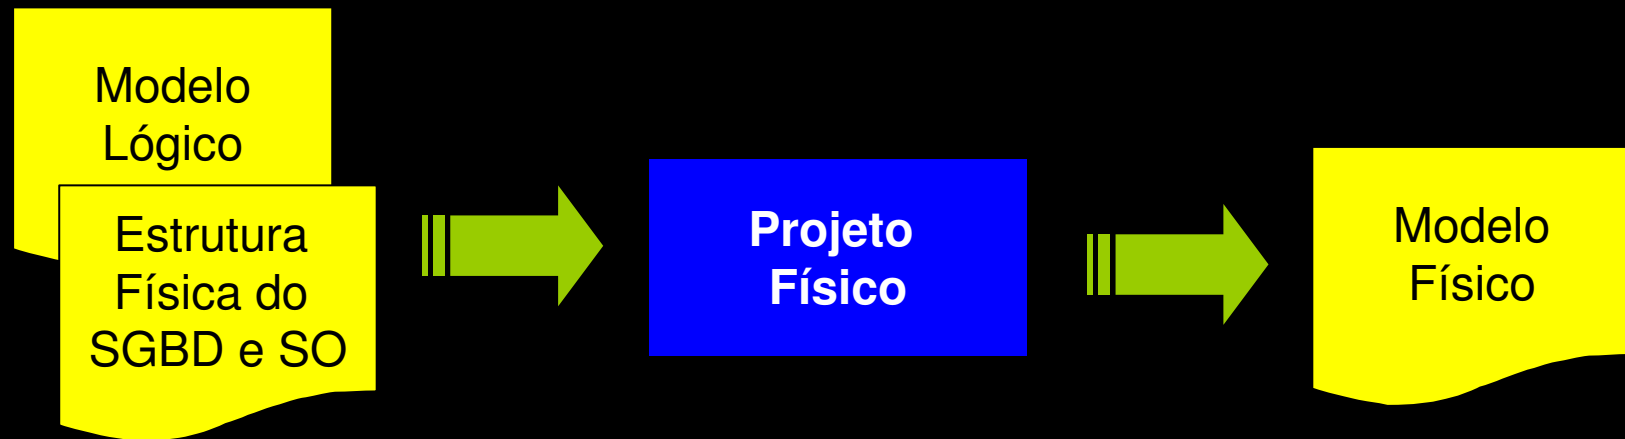 Modelo
Lógico
Estrutura
Física do
SGBD e SO
Projeto
Físico
Modelo
Físico